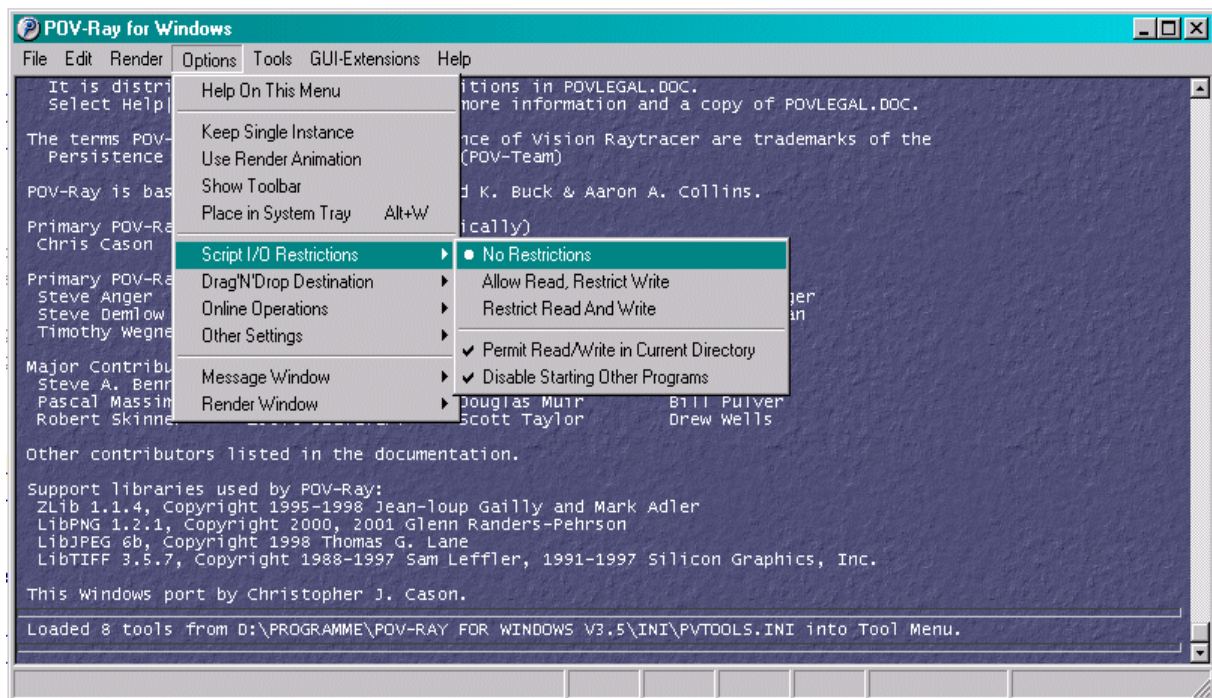 POV-Ray for Windows
File Edit Render Options Tools GUI-Extensions Help
It is distri
itions in POVLEGAL.DOC.
Select Help|
more information and a copy of POVLEGAL.DOC.
The terms POV-
nce of Vision Raytracer are trademarks of the
Persistence
(POV-Team)
POV-Ray is bas
d K. Buck & Aaron A. Collins.
Primary POV-Ra
ically)
Chris Cason
Primary POV-Ra
Steve Anger
ger
Steve Demlow
an
Timothy Wegne
Major Contribu
Steve A. Benn
Pascal Massim
Douglas Muir Bill Pulver
Robert Skinne
Scott Taylor Drew Wells
Other contributors listed in the documentation.
Support libraries used by POV-Ray:
ZLib 1.1.4, Copyright 1995-1998 Jean-loup Gailly and Mark Adler
LibPNG 1.2.1, Copyright 2000, 2001 Glenn Randers-Pehrson
LibJPEG 6b, Copyright 1998 Thomas G. Lane
LibTIFF 3.5.7, Copyright 1988-1997 Sam Leffler, 1991-1997 Silicon Graphics, Inc.
This Windows port by Christopher J. Cason.
Loaded 8 tools from D:\PROGRAMME\POV-RAY FOR WINDOWS V3.5\INI\PVTOOLS.INI into Tool Menu.
Help On This Menu
Keep Single Instance
Use Render Animation
Show Toolbar
Place in System Tray Alt+W
Script I/O Restrictions
Drag'N'Drop Destination
Online Operations
Other Settings
Message Window
Render Window
No Restrictions
Allow Read, Restrict Write
Restrict Read And Write
Permit Read/Write in Current Directory
Disable Starting Other Programs